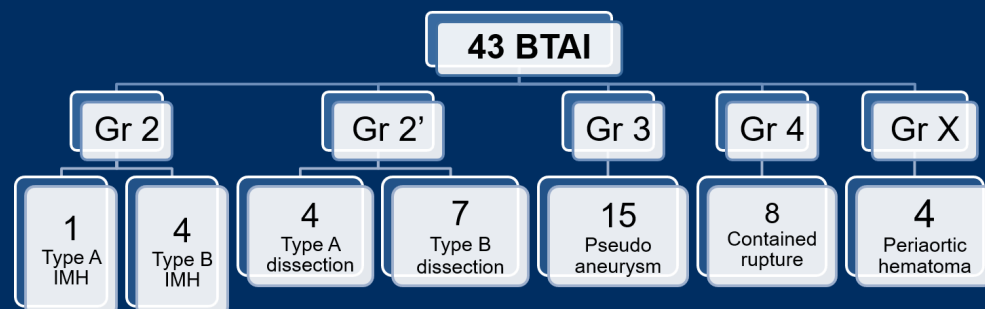 43 BTAI
Gr 2
Gr 2’
Gr 3
Gr 4
Gr X
1
Type A
IMH
4
Type B
IMH
4
Type A
dissection
7
Type B
dissection
15
Pseudo
aneurysm
8
Contained
rupture
4
Periaortic
hematoma